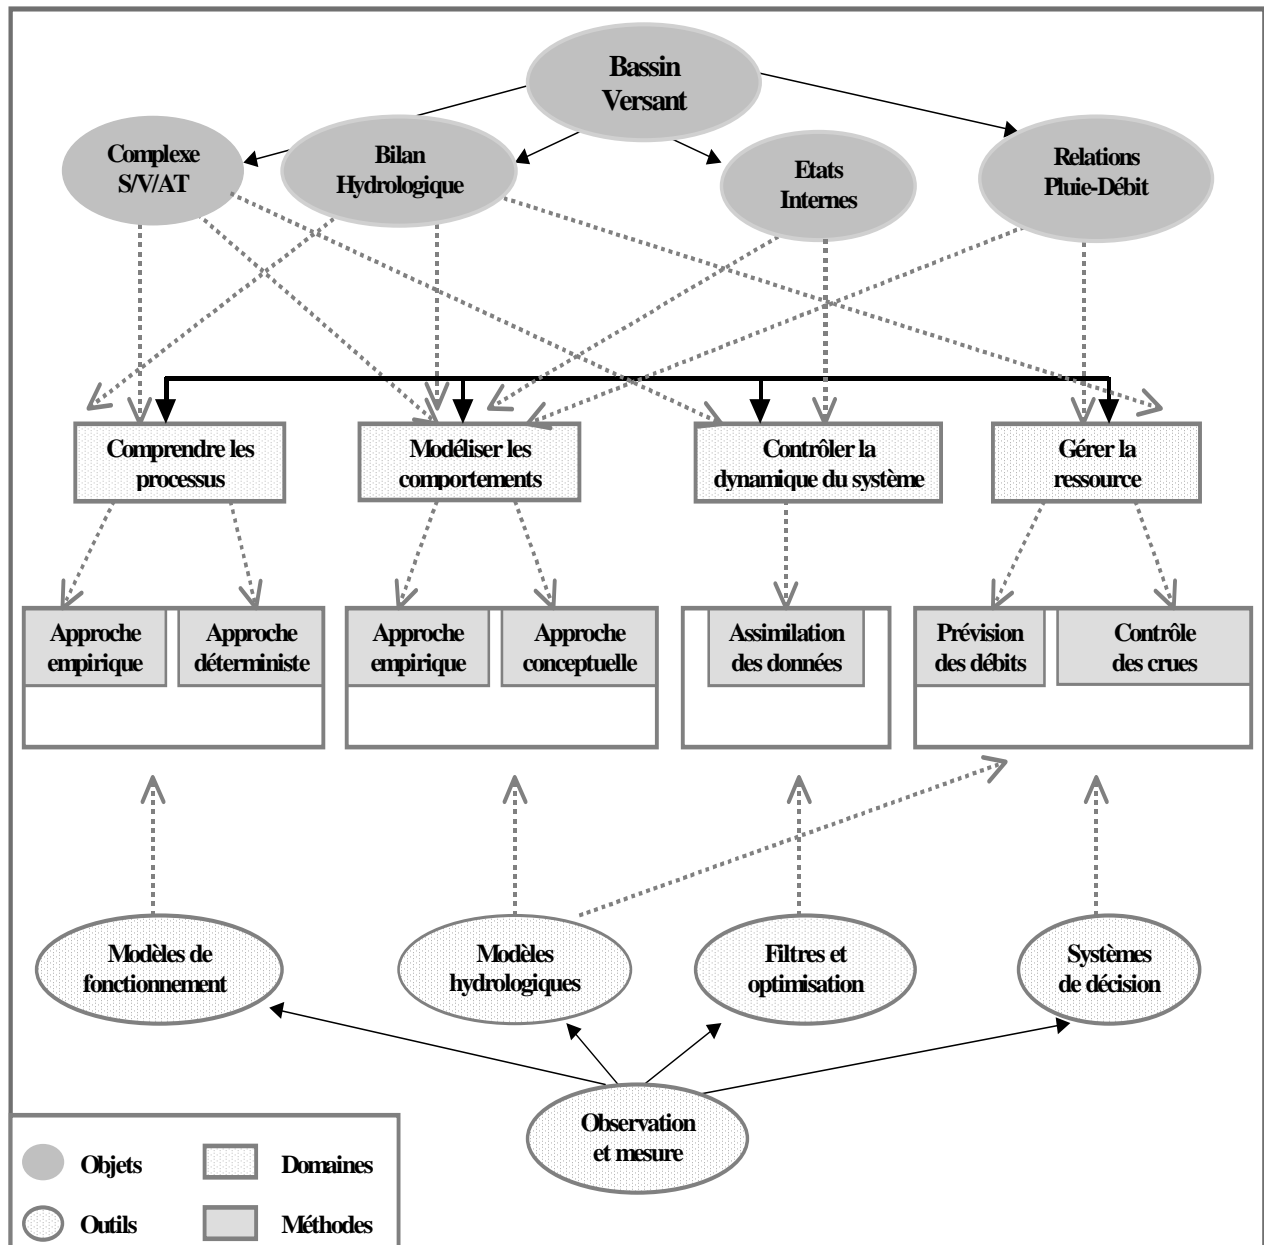 Bassin
Versant
Complexe
S/V/AT
Bilan
Hydrologique
Etats
Internes
Relations
Pluie-Débit
Comprendre les
processus
Modéliser les
comportements
Contrôler la
dynamique du système
Gérer la
ressource
Approche
empirique
Approche
déterministe
Approche
empirique
Approche
conceptuelle
Assimilation
des données
Prévision
des débits
Contrôle
des crues
Modèles de
fonctionnement
Modèles
hydrologiques
Filtres et
optimisation
Systèmes
de décision
Observation
et mesure
Objets
Domaines
Outils
Méthodes